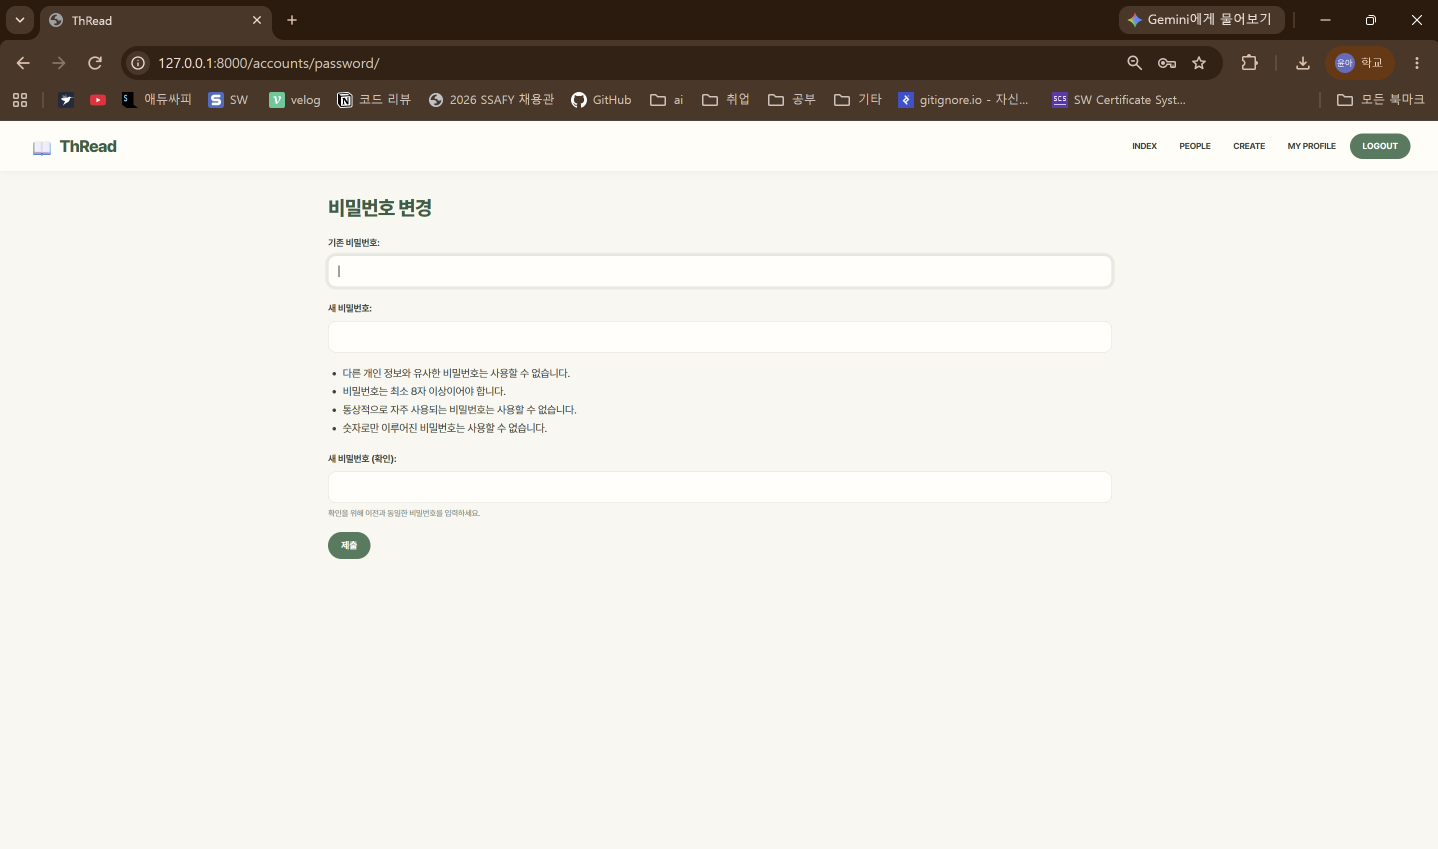 ThRead
Gemini에게 물어보기
127.0.0.1:8000/accounts/password/
윤아 학교
애듀싸피
SW
velog
코드 리뷰
2026 SSAFY 채용관
GitHub
ai
취업
공부
기타
gitignore.io - 자신...
SCS SW Certificate Syst...
모든 북마크
ThRead
INDEX
PEOPLE
CREATE
MY PROFILE
LOGOUT
비밀번호 변경
기존 비밀번호:
새 비밀번호:
다른 개인 정보와 유사한 비밀번호는 사용할 수 없습니다.
비밀번호는 최소 8자 이상이어야 합니다.
통상적으로 자주 사용되는 비밀번호는 사용할 수 없습니다.
숫자로만 이루어진 비밀번호는 사용할 수 없습니다.
새 비밀번호 (확인):
확인을 위해 이전과 동일한 비밀번호를 입력하세요.
제출